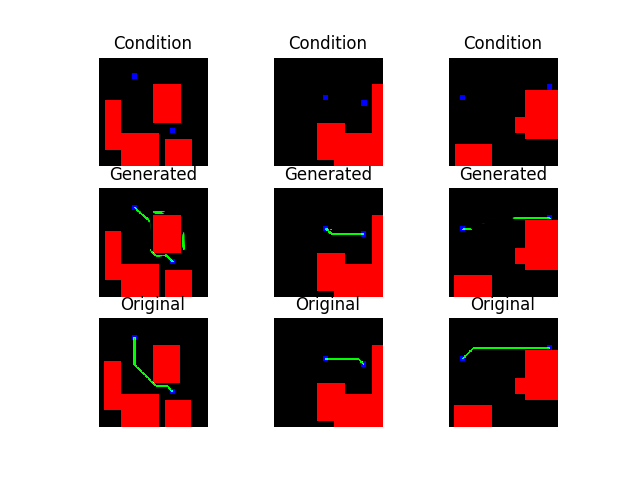 Condition Condition Condition
Generated Generated Generated
Original Original Original